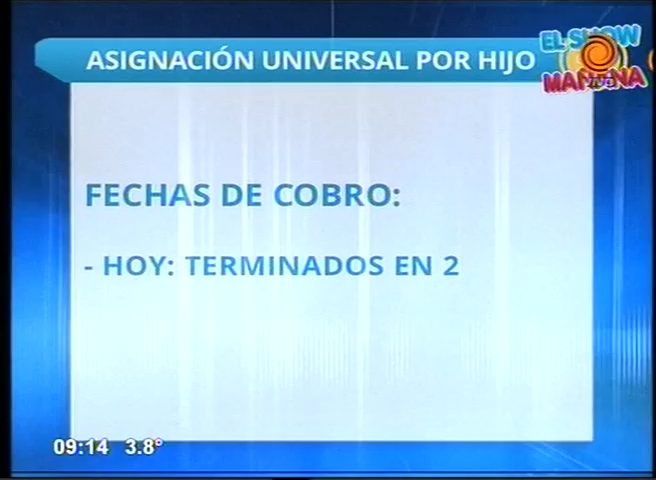 ASIGNACIÓN UNIVERSAL POR HIJO
EL SHOW
MAÑANA
FECHAS DE COBRO:
- HOY: TERMINADOS EN 2
09:14 3.8°